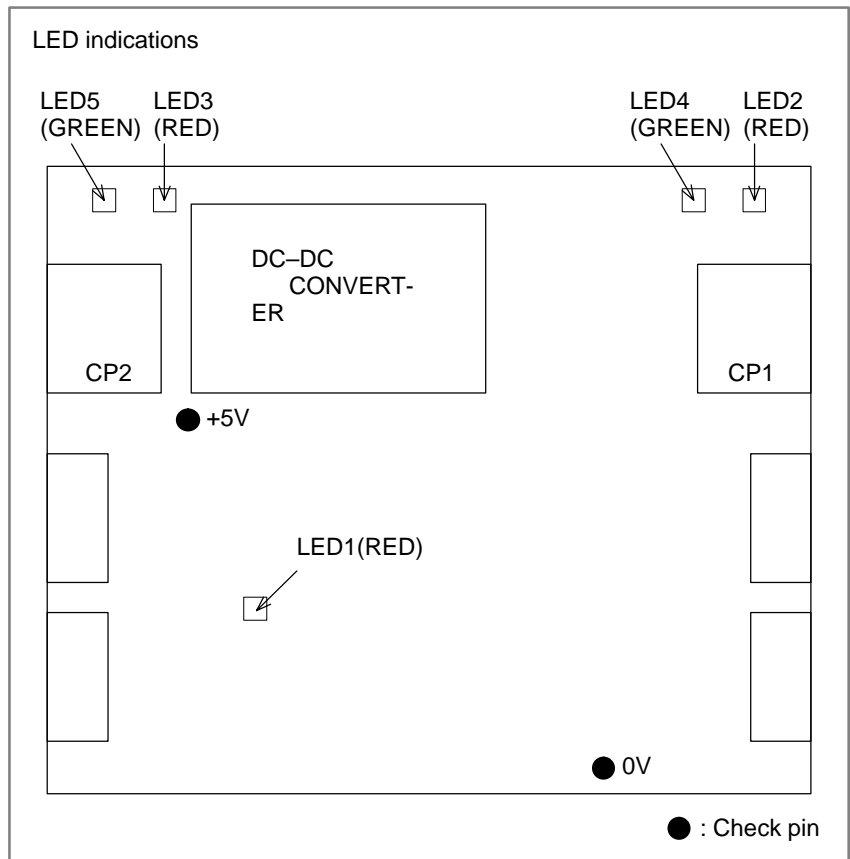 LED indications
LED5
(GREEN)
LED3
(RED)
LED4
(GREEN)
LED2
(RED)
DC–DC
CONVERT-
ER
CP2
CP1
+5V
LED1(RED)
0V
: Check pin